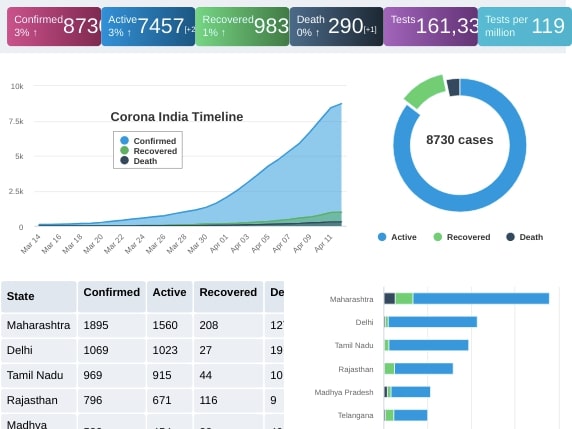 Confirmed 873
3% ↑
Active 7457 [+2
3% ↑
Recovered 983
1% ↑
Death 290 [+1]
0% ↑
Tests 161,33
Tests per million 119
10k
7.5k
5k
2.5k
0
Corona India Timeline
Confirmed
Recovered
Death
Mar 14
Mar 16
Mar 18
Mar 20
Mar 22
Mar 24
Mar 26
Mar 28
Mar 30
Apr 01
Apr 03
Apr 05
Apr 07
Apr 09
Apr 11
8730 cases
Active Recovered Death
State Confirmed Active Recovered De
Maharashtra 1895 1560 208 12
Delhi 1069 1023 27 19
Tamil Nadu 969 915 44 10
Rajasthan 796 671 116 9
Madhya
Maharashtra
Delhi
Tamil Nadu
Rajasthan
Madhya Pradesh
Telangana